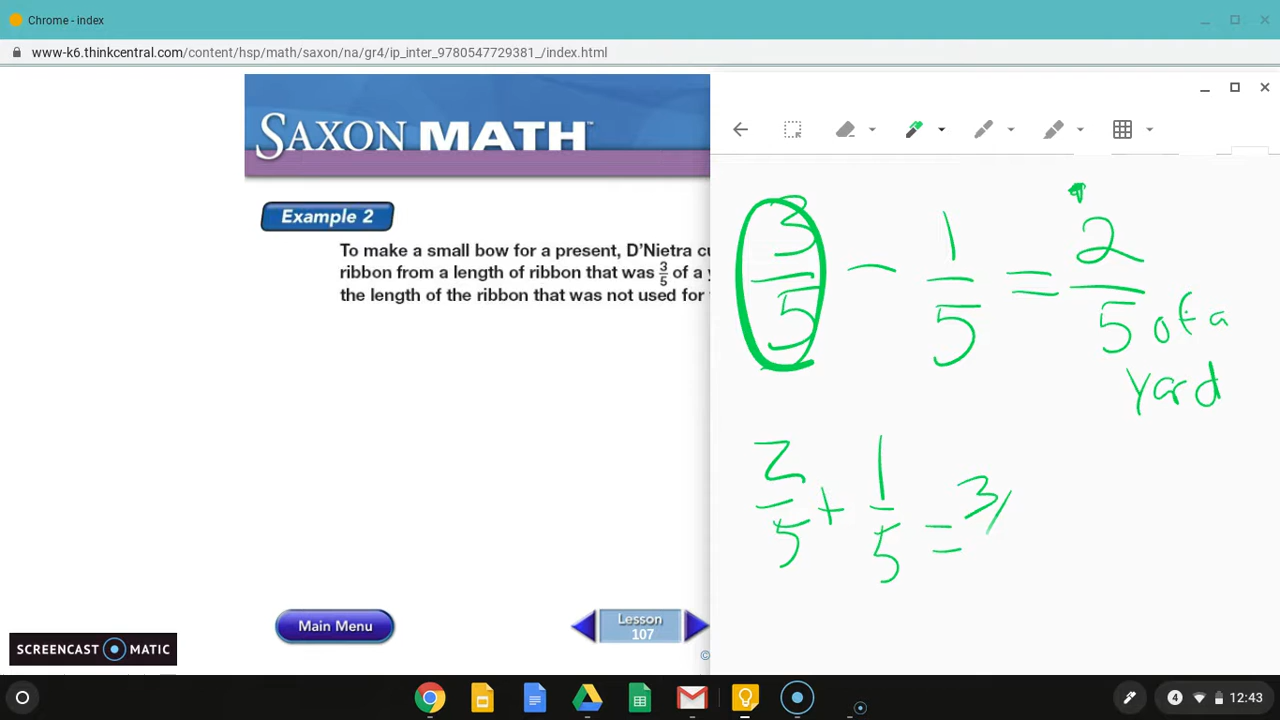 Chrome - index
www-k6.thinkcentral.com/content/hsp/math/saxon/na/gr4/ip_inter_9780547729381_/index.html
SAXON MATH™
Example 2
To make a small bow for a present, D'Nietra cu
ribbon from a length of ribbon that was 3/5 of a y
the length of the ribbon that was not used for
3/5 − 1/5 = 2/5 of a
yard
2/5 + 1/5 = 3/
Main Menu
Lesson
107
©
SCREENCAST MATIC
4
12:43